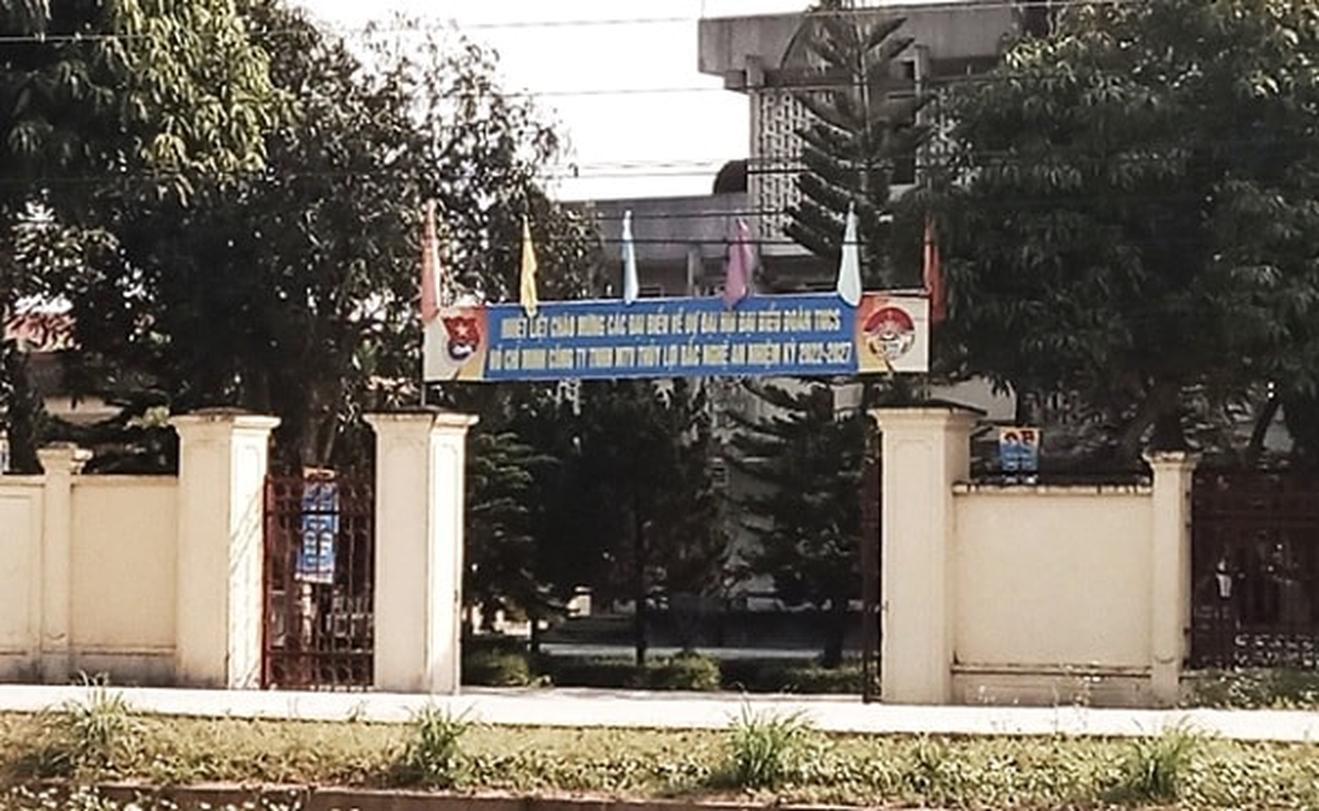 NHIỆT LIỆT CHÀO MỪNG CÁC ĐẠI BIỂU VỀ DỰ ĐẠI HỘI ĐẠI BIỂU ĐOÀN TNCS
HỒ CHÍ MINH CÔNG TY TNHH MTV THỦY LỢI BẮC NGHỆ AN NHIỆM KỲ 2022-2027